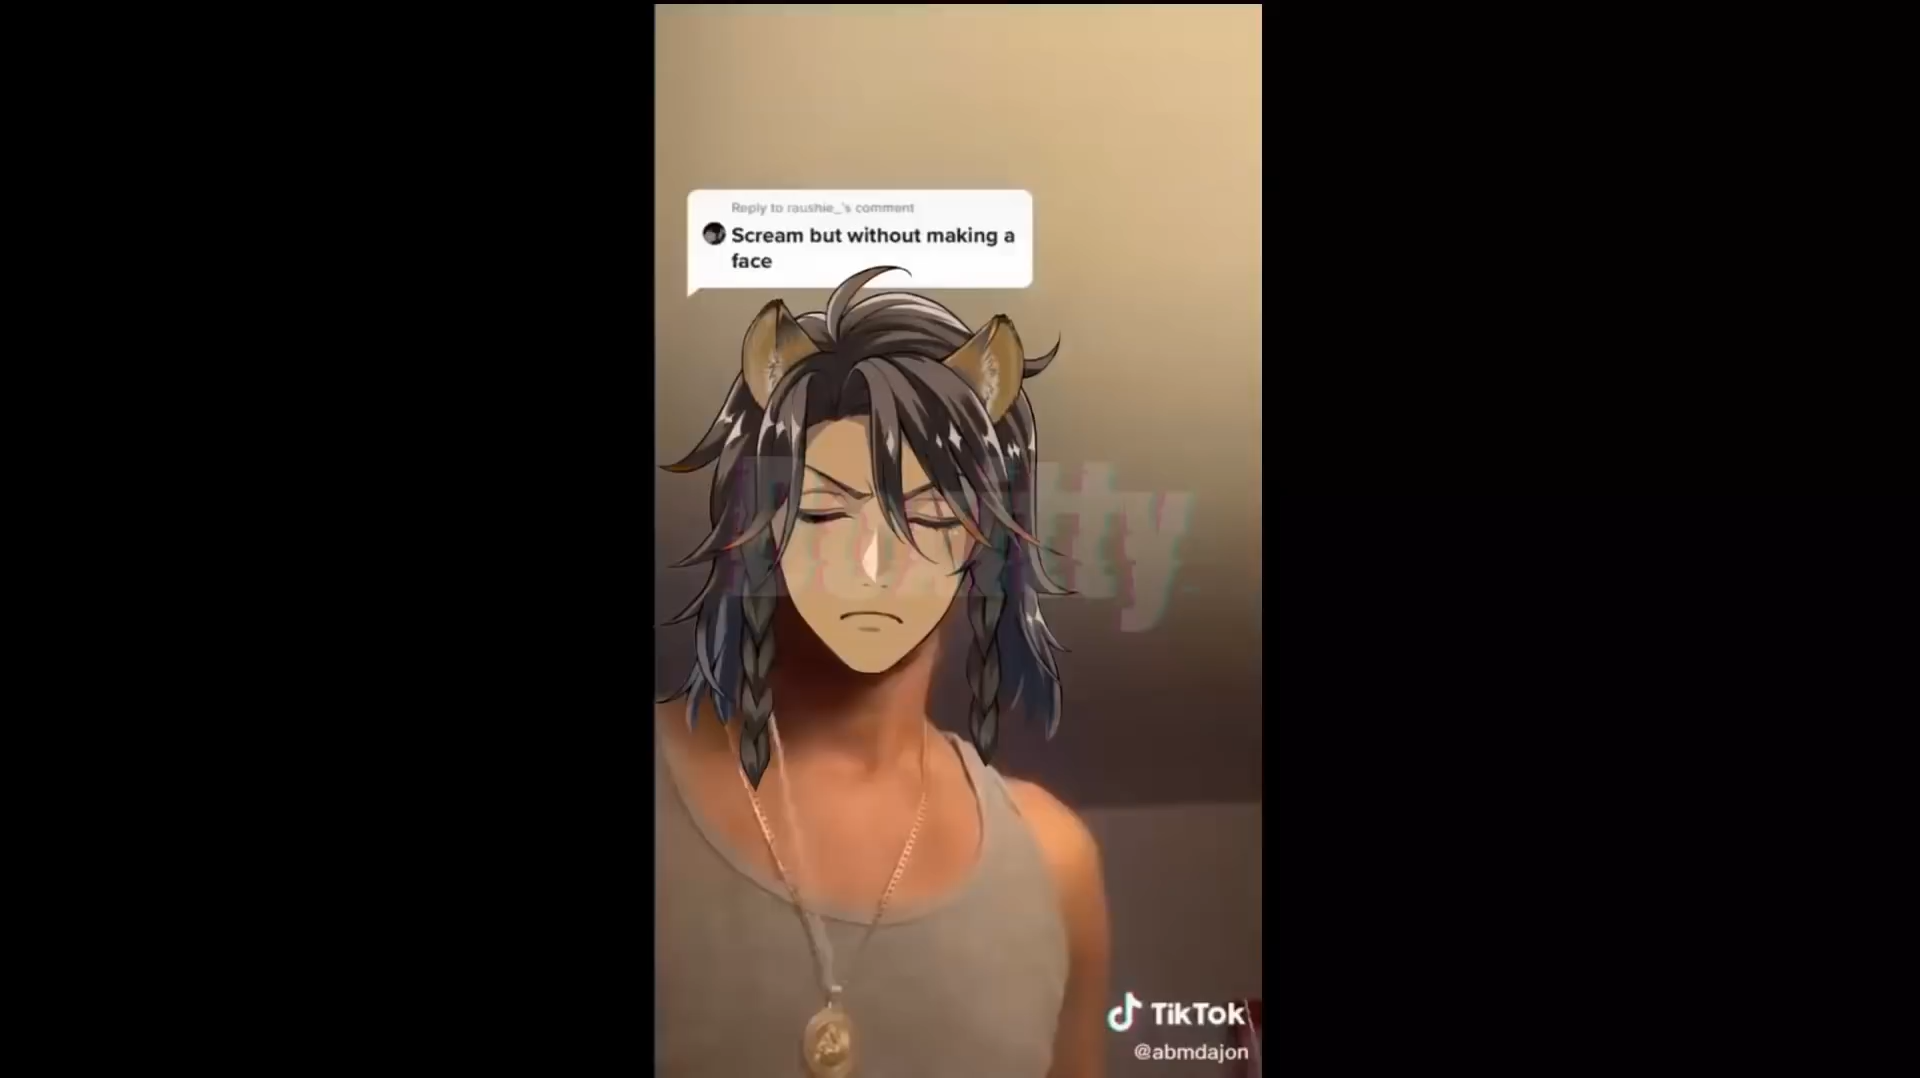 Reply to raushie_'s comment
Scream but without making a
face
TikTok
@abmdajon